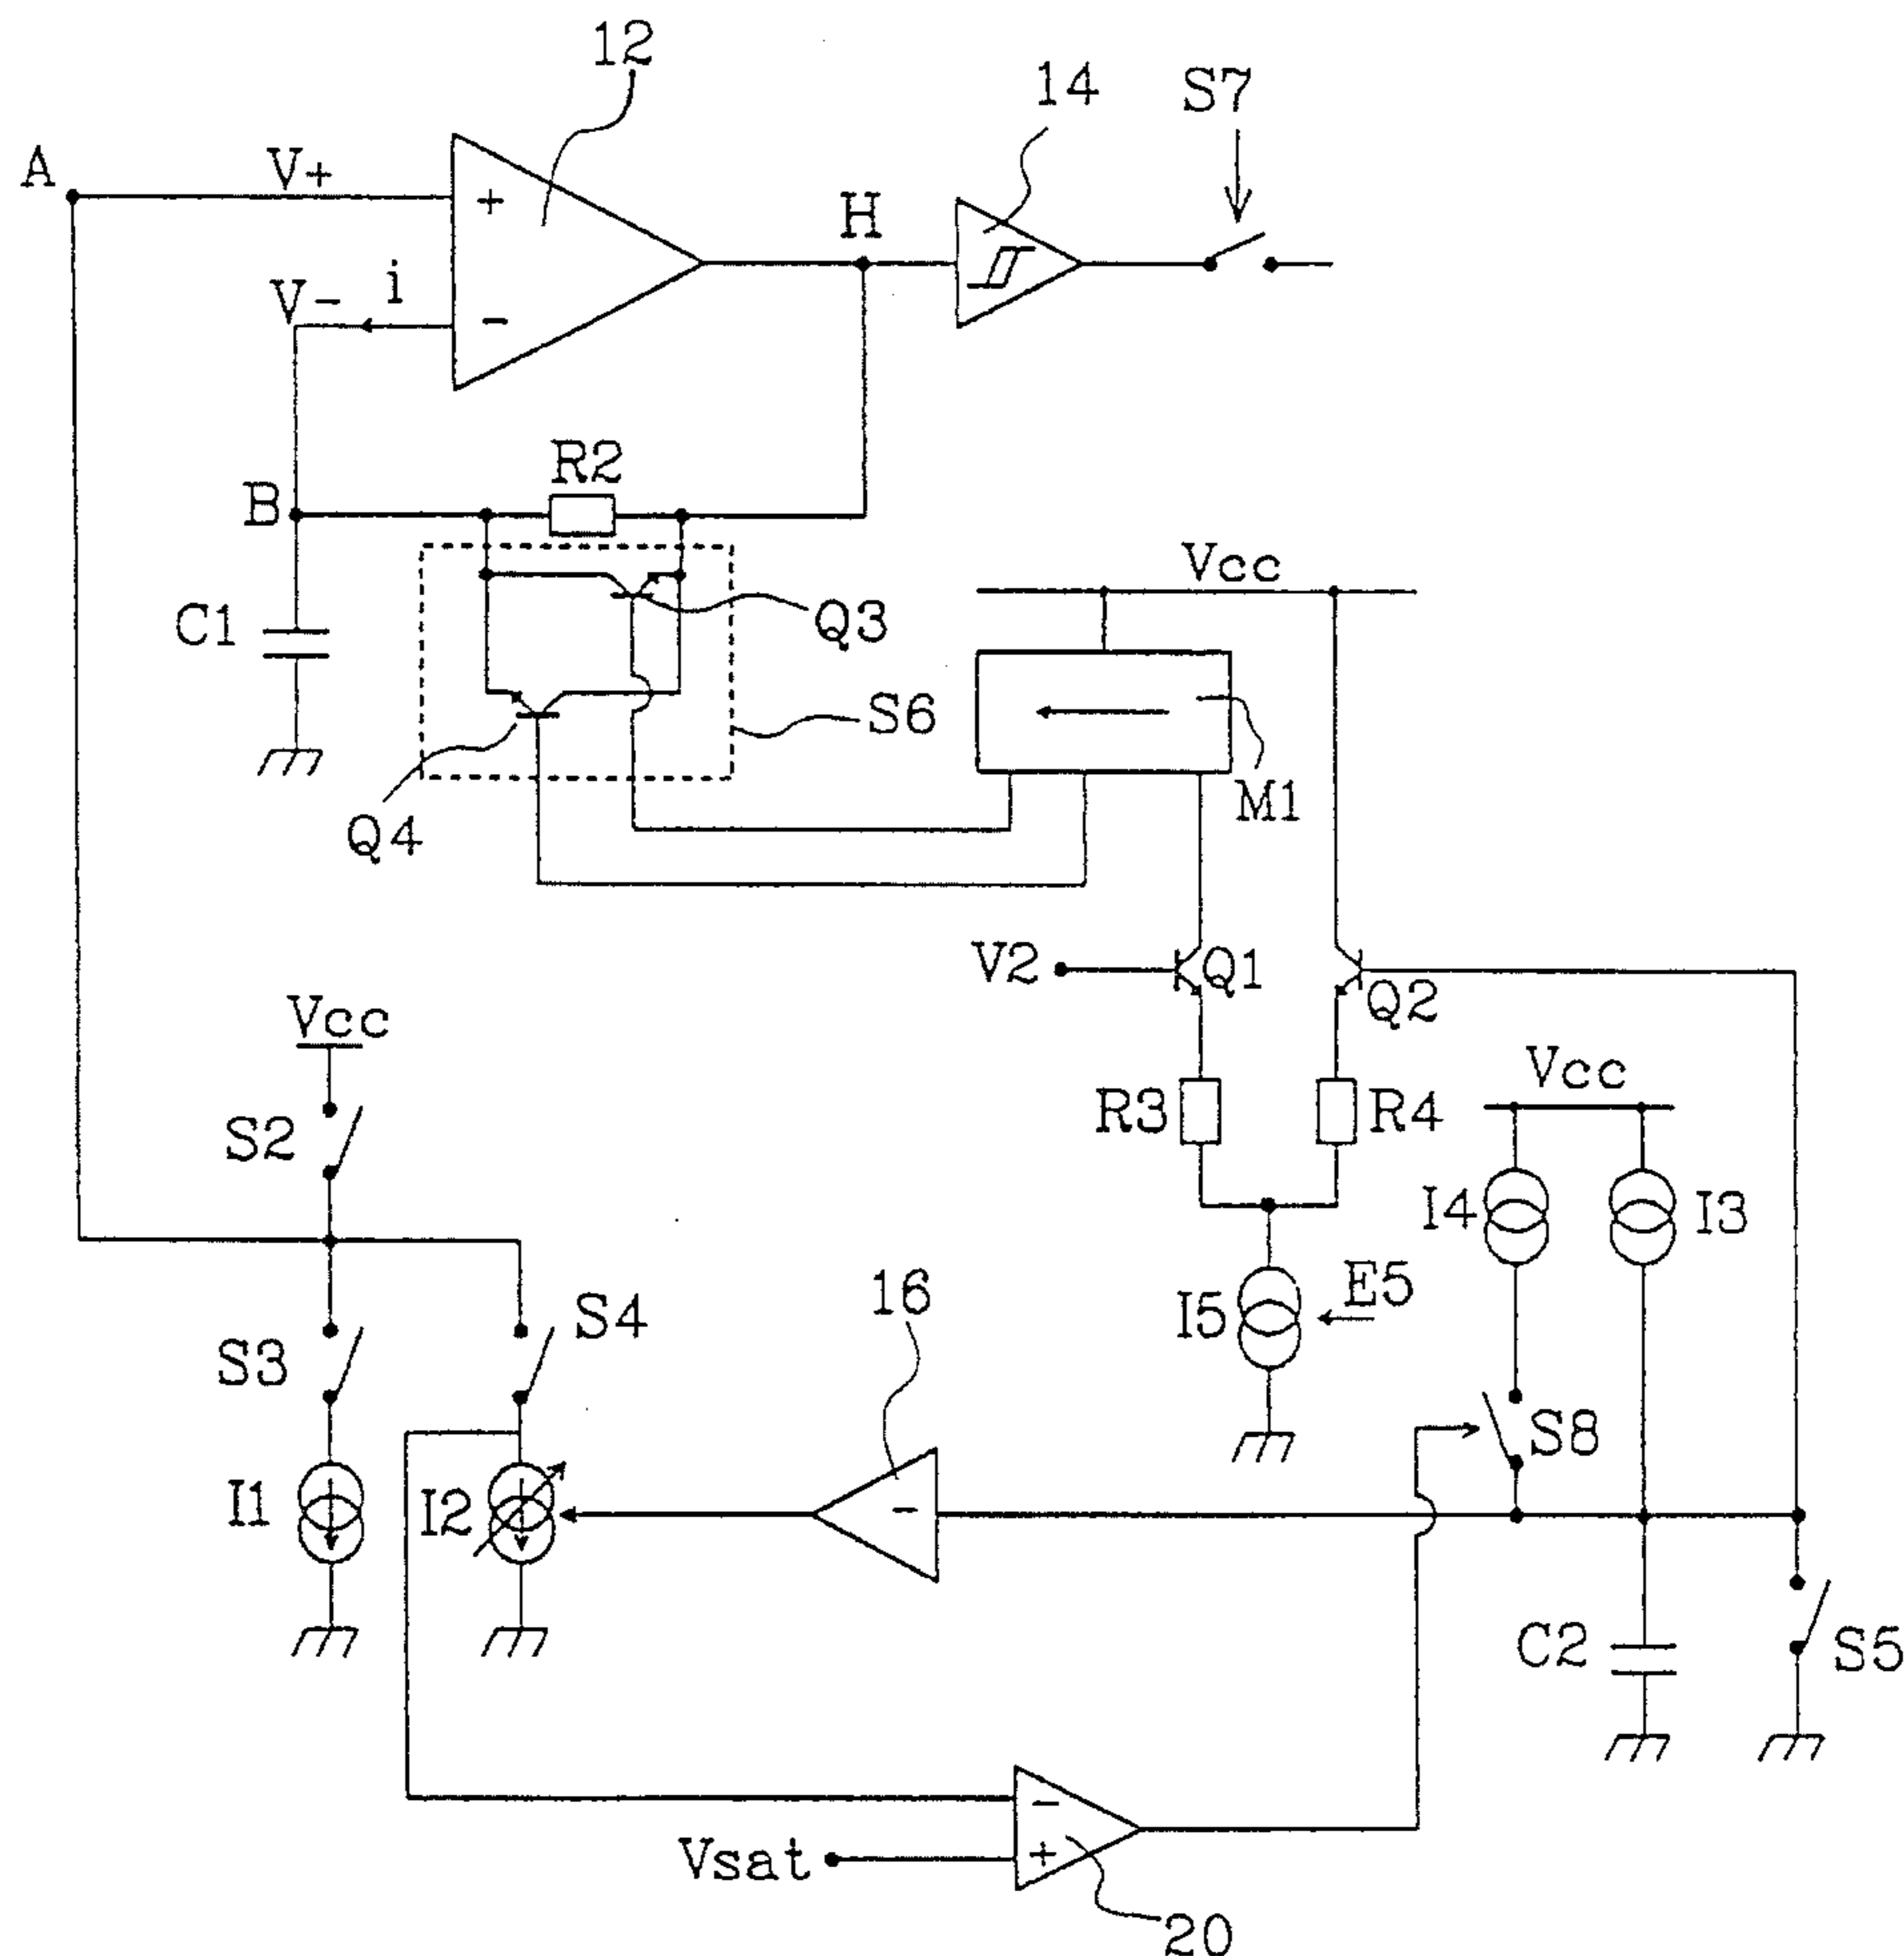 12
14
S7
A
V+
+
H
V-
i
-
R2
B
Vcc
C1
Q3
S6
M1
Q4
V2
Q1
Q2
Vcc
Vcc
S2
R3
R4
I4
I3
16
E5
I5
S4
S3
S8
I1
I2
-
C2
S5
-
Vsat
+
20